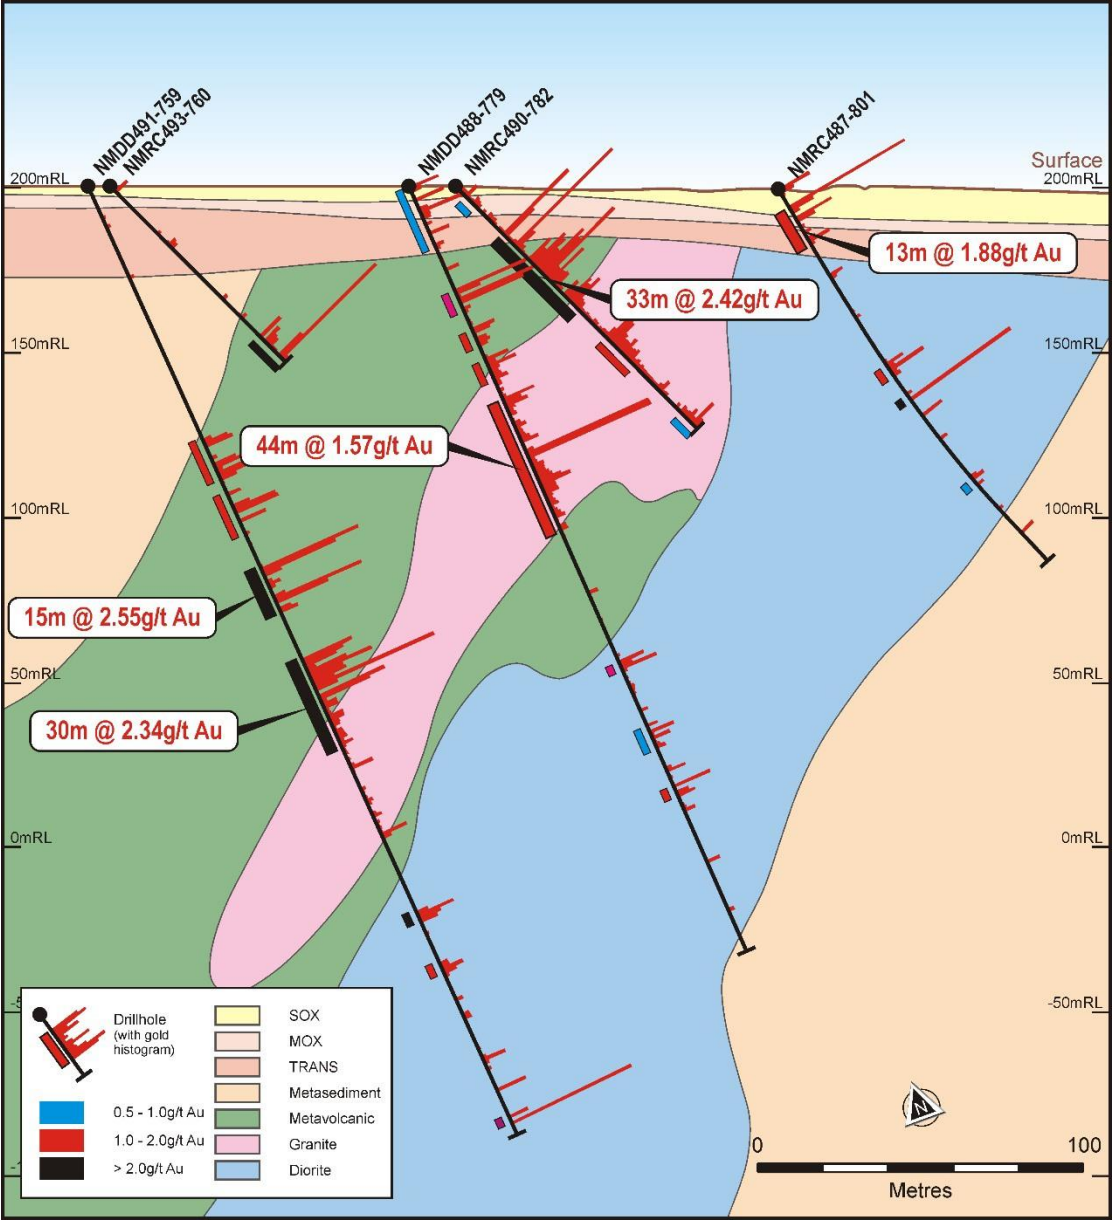 NMDD491-759
NMRC493-760
NMDD488-779
NMRC490-782
NMRC487-801
Surface
200mRL
200mRL
13m @ 1.88g/t Au
33m @ 2.42g/t Au
150mRL
150mRL
44m @ 1.57g/t Au
100mRL
100mRL
15m @ 2.55g/t Au
50mRL
50mRL
30m @ 2.34g/t Au
0mRL
0mRL
-50mRL
Drillhole
(with gold
histogram)
0.5 - 1.0g/t Au
1.0 - 2.0g/t Au
> 2.0g/t Au
SOX
MOX
TRANS
Metasediment
Metavolcanic
Granite
Diorite
N
0
100
Metres